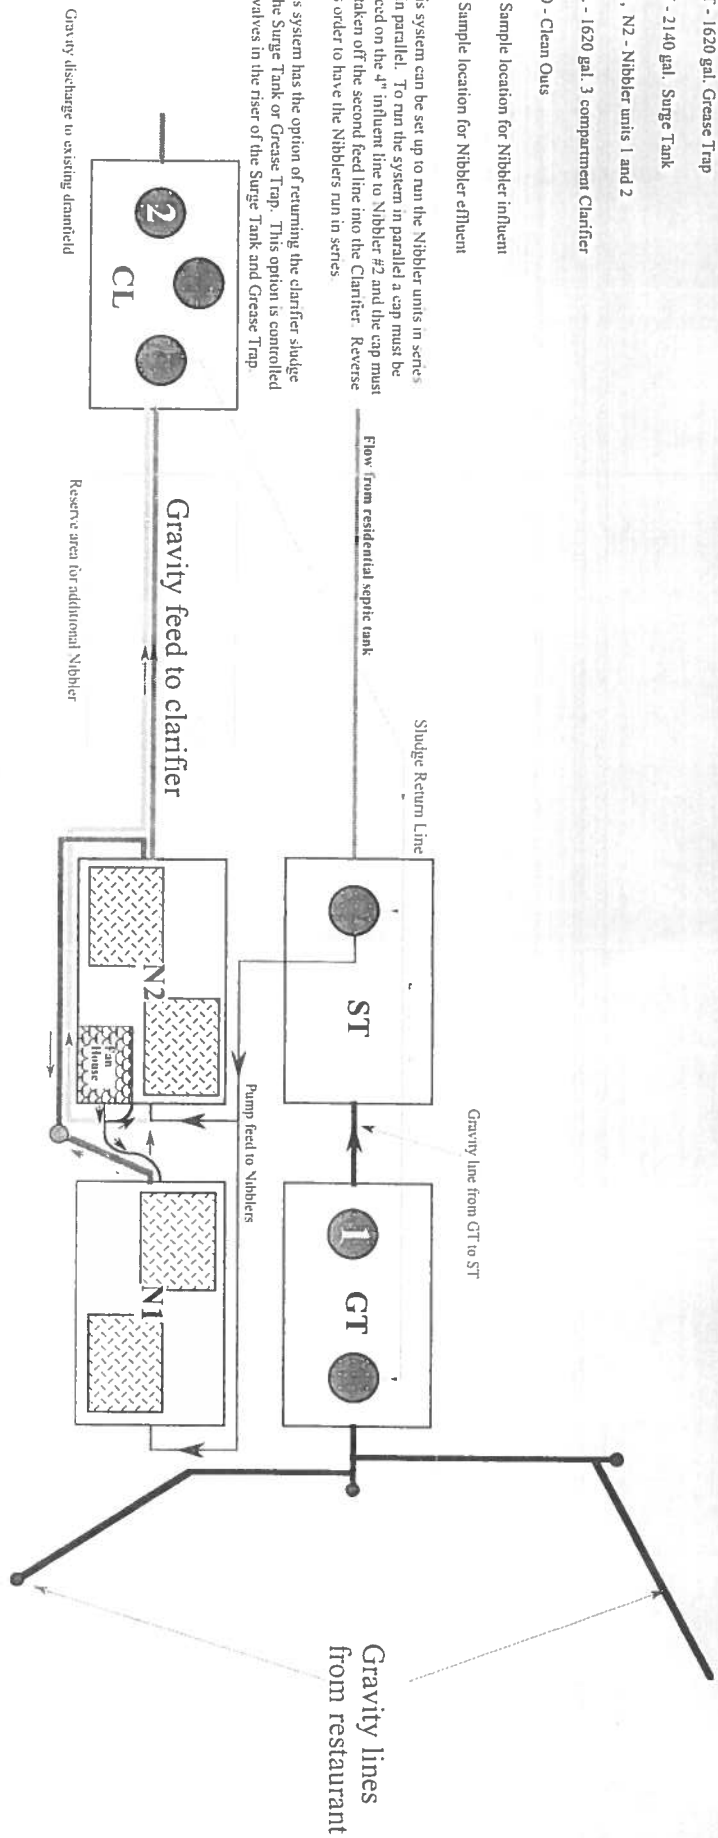 - 1620 gal. Grease Trap
- 2140 gal. Surge Tank
, N2 - Nibbler units 1 and 2
- 1620 gal. 3 compartment Clarifier
- Clean Outs
Sample location for Nibbler influent
Sample location for Nibbler effluent
is system can be set up to run the Nibbler units in series
in parallel. To run the system in parallel a cap must be
ced on the 4" influent line to Nibbler #2 and the cap must
taken off the second feed line into the Clarifier. Reverse
order to have the Nibblers run in series.
s system has the option of returning the clarifier sludge
he Surge Tank or Grease Trap. This option is controlled
valves in the riser of the Surge Tank and Grease Trap.
Gravity lines
from restaurant
Gravity line from GT to ST
Sludge Return Line
Flow from residential septic tank
ST
1
GT
Pump feed to Nibblers
Gravity feed to clarifier
N2
N1
Fan
House
2
CL
Reserve area for additional Nibbler
Gravity discharge to existing drainfield